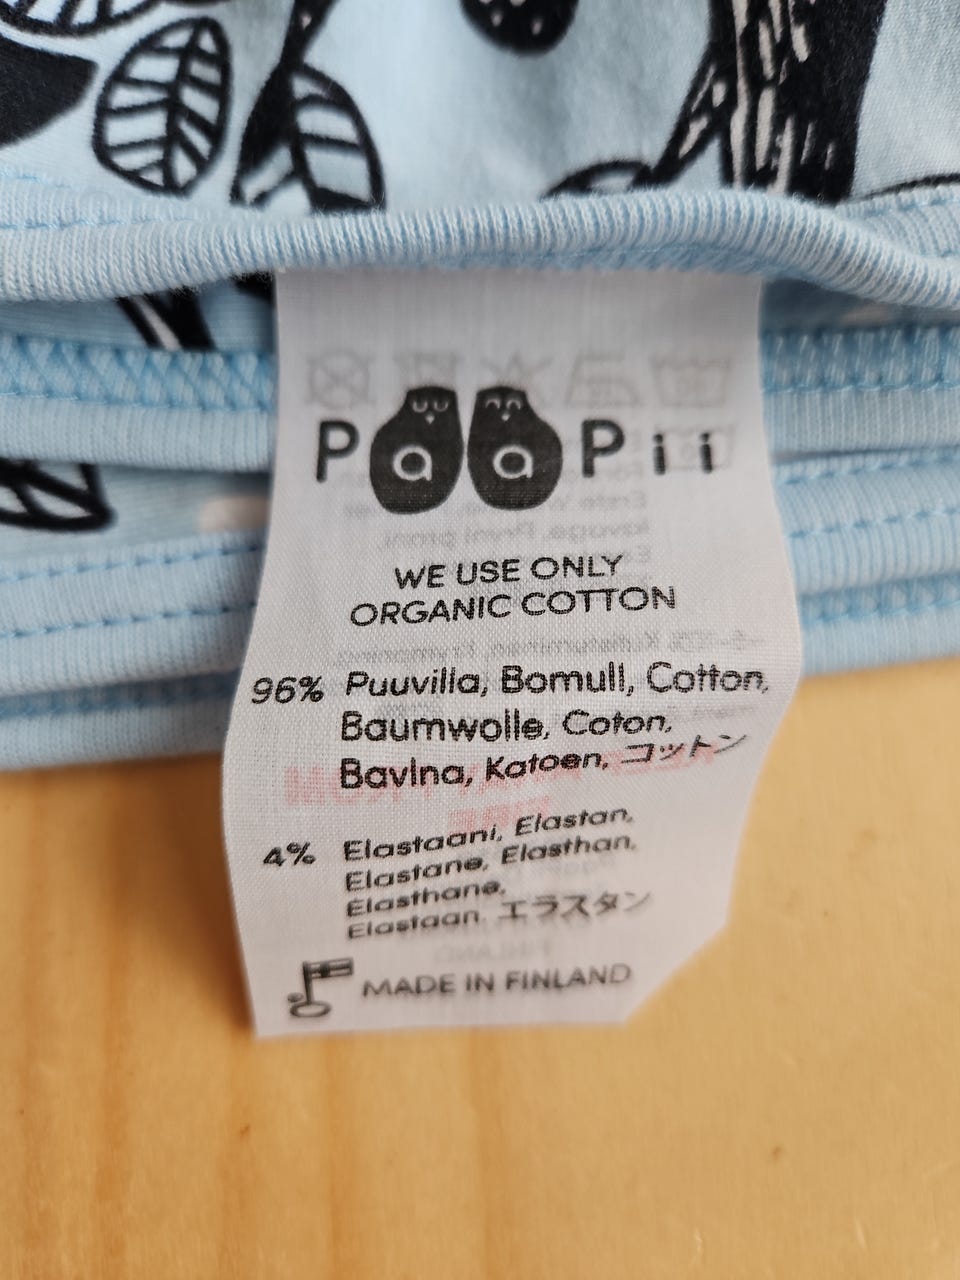 PaaPii
WE USE ONLY
ORGANIC COTTON
96% Puuvilla, Bomull, Cotton,
Baumwolle, Coton,
Bavlna, Katoen, コットン
4% Elastaani, Elastan,
Elastane, Elasthan,
Elasthane,
Elastaan. エラスタン
MADE IN FINLAND